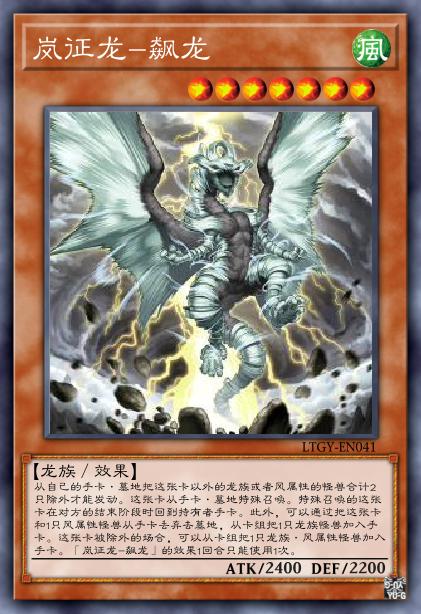 岚征龙-飙龙
風
LTGY-EN041
【龙族／效果】
从自己的手卡·墓地把这张卡以外的龙族或者风属性的怪兽合计2
只除外才能发动。这张卡从手卡·墓地特殊召唤。特殊召唤的这张
卡在对方的结束阶段时回到持有者手卡。此外，可以通过把这张卡
和1只风属性怪兽从手卡去弃去墓地，从卡组把1只龙族怪兽加入手
卡。这张卡被除外的场合，可以从卡组把1只龙族·风属性怪兽加入
手卡。「岚征龙-飙龙」的效果1回合只能使用1次。
ATK/2400 DEF/2200